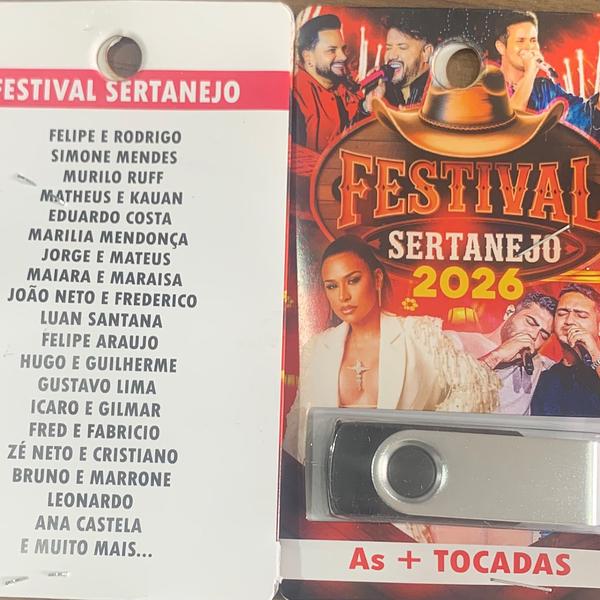 FESTIVAL SERTANEJO
FELIPE E RODRIGO
SIMONE MENDES
MURILO RUFF
MATHEUS E KAUAN
EDUARDO COSTA
MARILIA MENDONÇA
JORGE E MATEUS
MAIARA E MARAISA
JOÃO NETO E FREDERICO
LUAN SANTANA
FELIPE ARAUJO
HUGO E GUILHERME
GUSTAVO LIMA
ICARO E GILMAR
FRED E FABRICIO
ZÉ NETO E CRISTIANO
BRUNO E MARRONE
LEONARDO
ANA CASTELA
E MUITO MAIS...
FESTIVAL
SERTANEJO
2026
As + TOCADAS